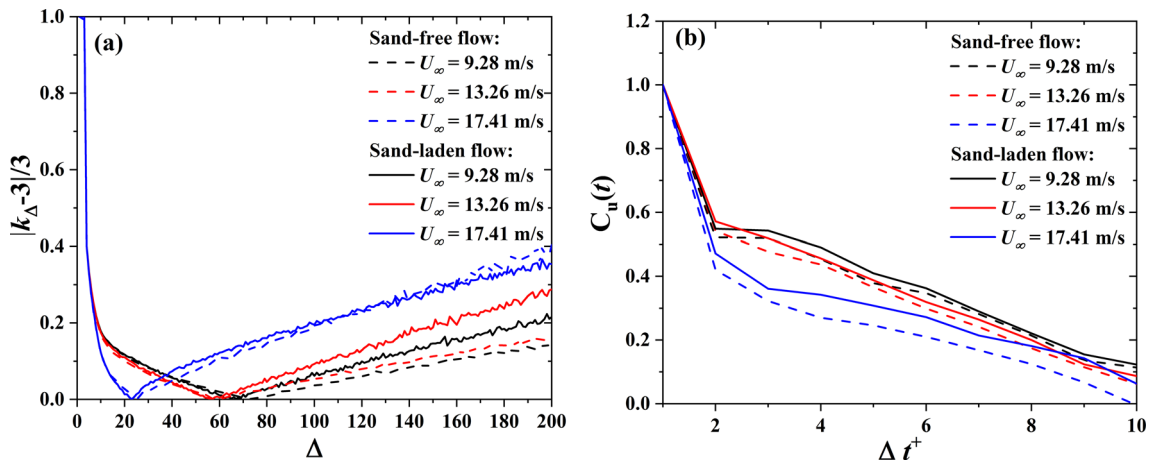 (a)
Sand-free flow:
U∞ = 9.28 m/s
U∞ = 13.26 m/s
U∞ = 17.41 m/s
Sand-laden flow:
U∞ = 9.28 m/s
U∞ = 13.26 m/s
U∞ = 17.41 m/s
|kΔ-3|/3
1.0
0.8
0.6
0.4
0.2
0.0
0 20 40 60 80 100 120 140 160 180 200
Δ
(b)
Sand-free flow:
U∞ = 9.28 m/s
U∞ = 13.26 m/s
U∞ = 17.41 m/s
Sand-laden flow:
U∞ = 9.28 m/s
U∞ = 13.26 m/s
U∞ = 17.41 m/s
Cu(t)
1.2
1.0
0.8
0.6
0.4
0.2
0.0
2 4 6 8 10
Δ t+